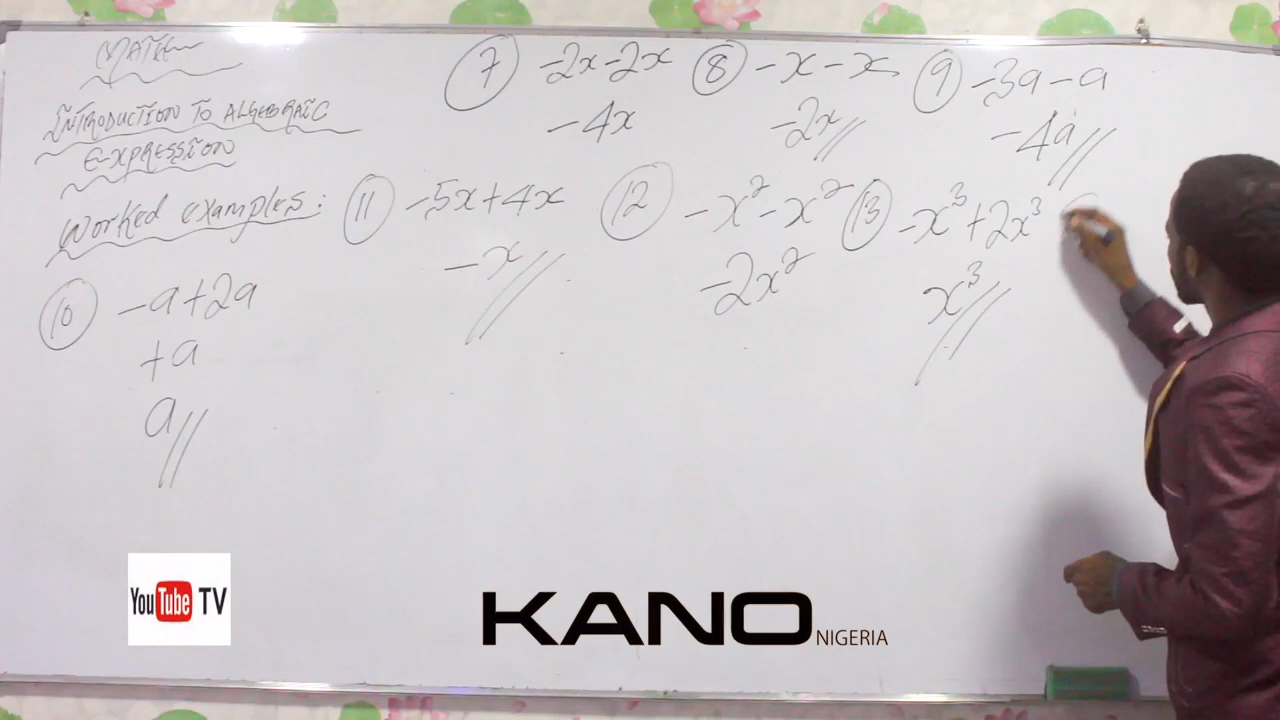 MATH
INTRODUCTION TO ALGEBRAIC
EXPRESSION
Worked examples:
7 -2x-2x
-4x
8 -x-x
-2x//
9 -3a-a
-4a//
10 -a+2a
+a
a//
11 -5x+4x
-x//
12 -x²-x²
-2x²
13 -x³+2x³
x³//
YouTube TV
KANO NIGERIA